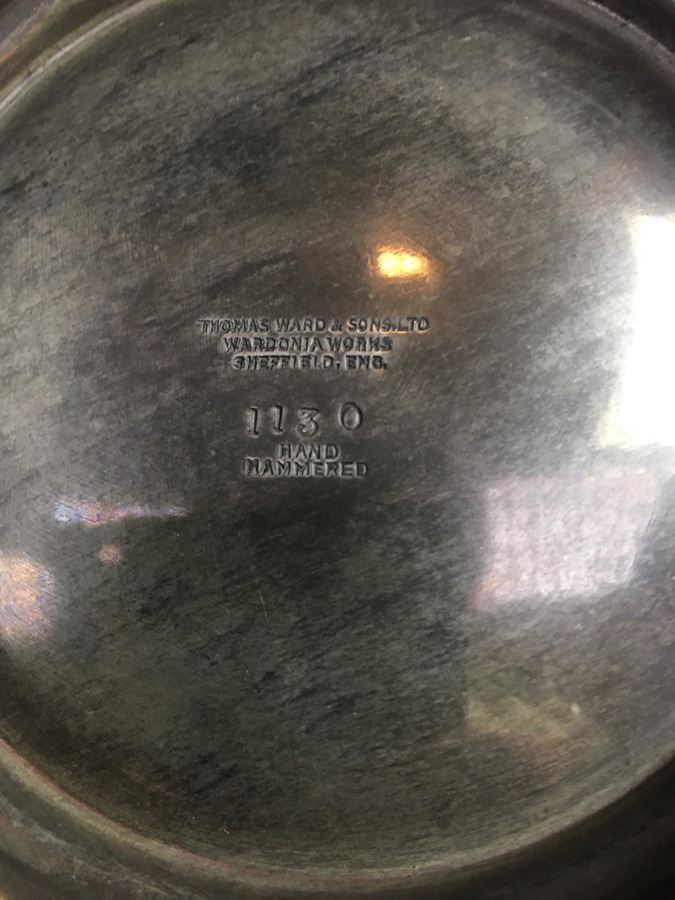 THOMAS WARD & SONS, LTD
WARDONIA WORKS
SHEFFIELD, ENG.
1130
HAND
HAMMERED